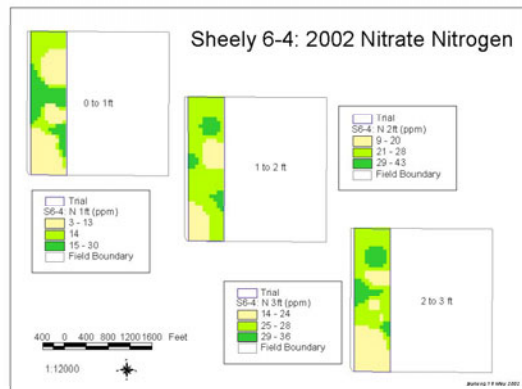 Sheely 6-4: 2002 Nitrate Nitrogen
0 to 1ft
Trial
S6-4: N 1ft (ppm)
3 - 13
14
15 - 30
Field Boundary
1 to 2 ft
Trial
S6-4: N 2ft (ppm)
9 - 20
21 - 28
29 - 43
Field Boundary
2 to 3 ft
Trial
S6-4: N 3ft (ppm)
14 - 24
25 - 28
29 - 36
Field Boundary
400 0 400 800 1200 1600 Feet
1:12000
2002